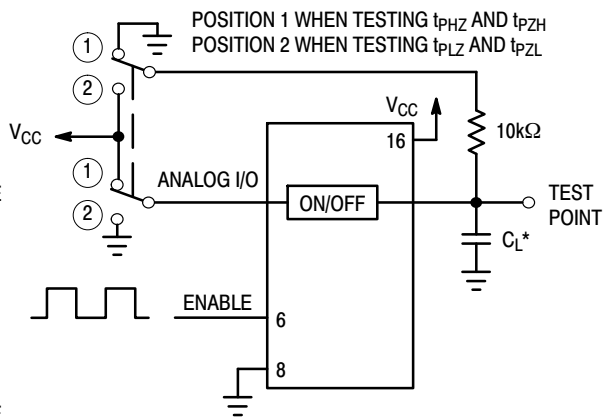 POSITION 1 WHEN TESTING tPHZ AND tPZH
POSITION 2 WHEN TESTING tPLZ AND tPZL
1
2
VCC
VCC
16
10kΩ
1
ANALOG I/O
ON/OFF
TEST
POINT
2
CL*
ENABLE
6
8